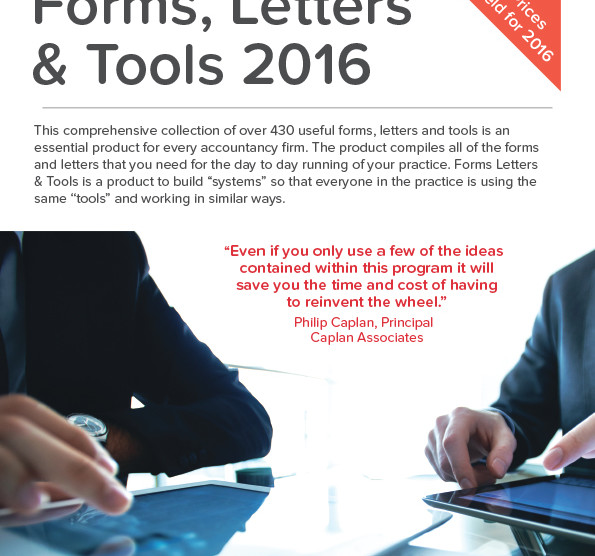 Forms, Letters
& Tools 2016
Prices
held for 2016
This comprehensive collection of over 430 useful forms, letters and tools is an
essential product for every accountancy firm. The product compiles all of the forms
and letters that you need for the day to day running of your practice. Forms Letters
& Tools is a product to build “systems” so that everyone in the practice is using the
same “tools” and working in similar ways.
“Even if you only use a few of the ideas
contained within this program it will
save you the time and cost of having
to reinvent the wheel.”
Philip Caplan, Principal
Caplan Associates